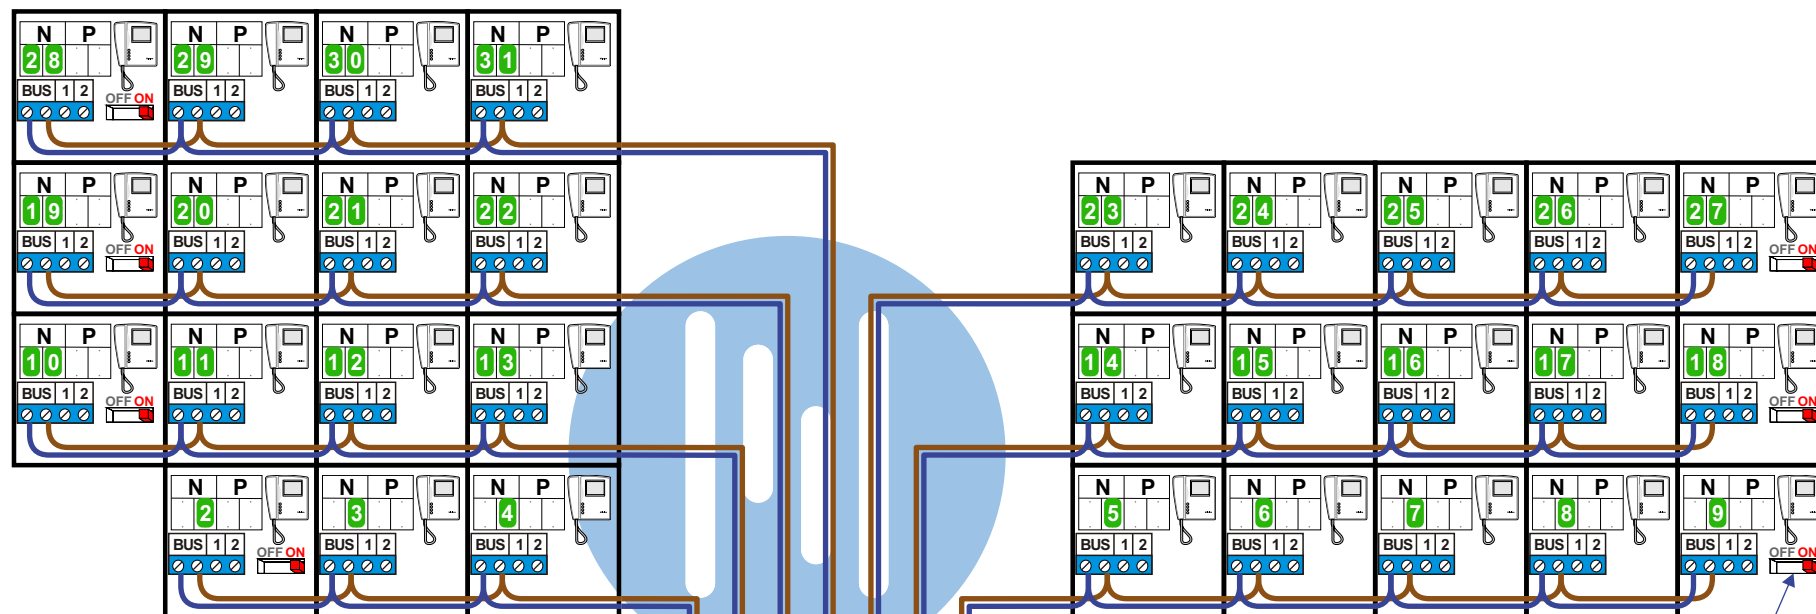 N P N P N P N P
28 29 30 31
BUS 1 2 OFF ON BUS 1 2 BUS 1 2 BUS 1 2
N P N P N P N P N P N P N P N P N P
19 20 21 22 23 24 25 26 27
BUS 1 2 OFF ON BUS 1 2 BUS 1 2 BUS 1 2 BUS 1 2 BUS 1 2 BUS 1 2 BUS 1 2 BUS 1 2 OFF ON
N P N P N P N P N P N P N P N P N P
10 11 12 13 14 15 16 17 18
BUS 1 2 OFF ON BUS 1 2 BUS 1 2 BUS 1 2 BUS 1 2 BUS 1 2 BUS 1 2 BUS 1 2 BUS 1 2 OFF ON
N P N P N P N P N P N P N P N P
2 3 4 5 6 7 8 9
BUS 1 2 OFF ON BUS 1 2 BUS 1 2 BUS 1 2 BUS 1 2 BUS 1 2 BUS 1 2 BUS 1 2 OFF ON